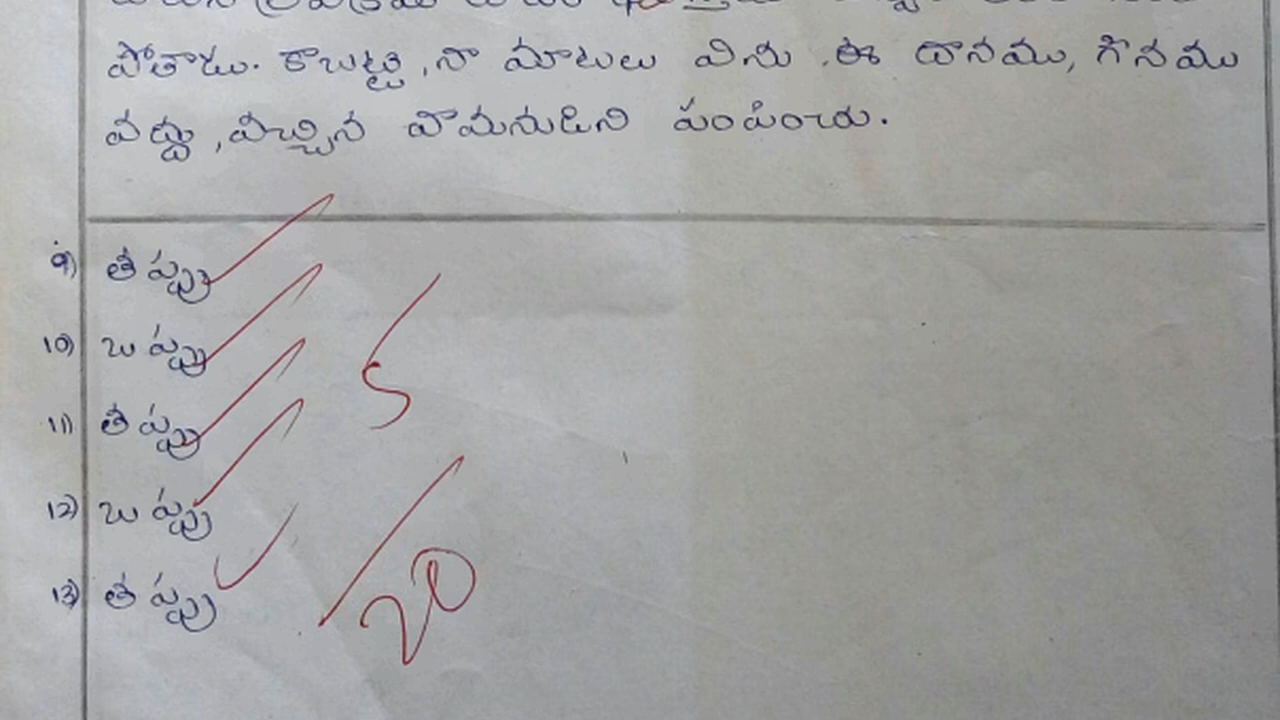 పోతాడు. కాబట్టి ,నా మాటలు విను .ఈ దానము, గీనము
వద్దు ,వచ్చిన వామనుడిని పంపించు.
9) తప్పు
10) ఒప్పు
5
11) తప్పు
12) ఒప్పు
13) తప్పు
/20